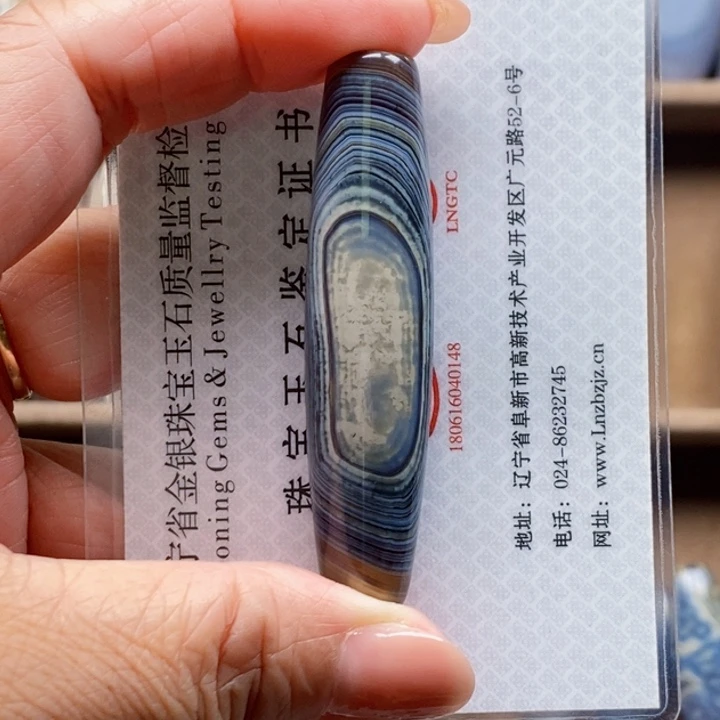 宁省金银珠宝玉石质量监督检
oning Gems & Jewellry Testing
珠宝玉石鉴定证书
LNGTC
180616040148
地址：辽宁省阜新市高新技术产业开发区广元路52-6号
电话：024-86232745
网址：www.Lnzbzjz.cn